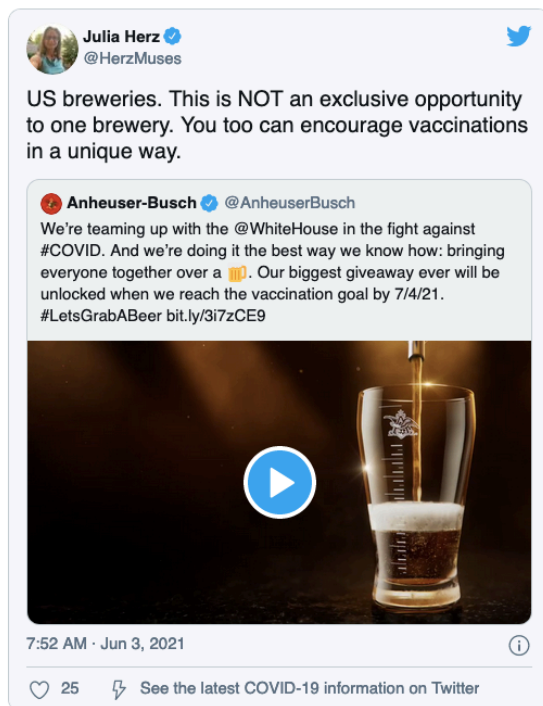 Julia Herz
@HerzMuses
US breweries. This is NOT an exclusive opportunity
to one brewery. You too can encourage vaccinations
in a unique way.
Anheuser-Busch @AnheuserBusch
We're teaming up with the @WhiteHouse in the fight against
#COVID. And we're doing it the best way we know how: bringing
everyone together over a 🍺. Our biggest giveaway ever will be
unlocked when we reach the vaccination goal by 7/4/21.
#LetsGrabABeer bit.ly/3i7zCE9
7:52 AM · Jun 3, 2021
25 See the latest COVID-19 information on Twitter